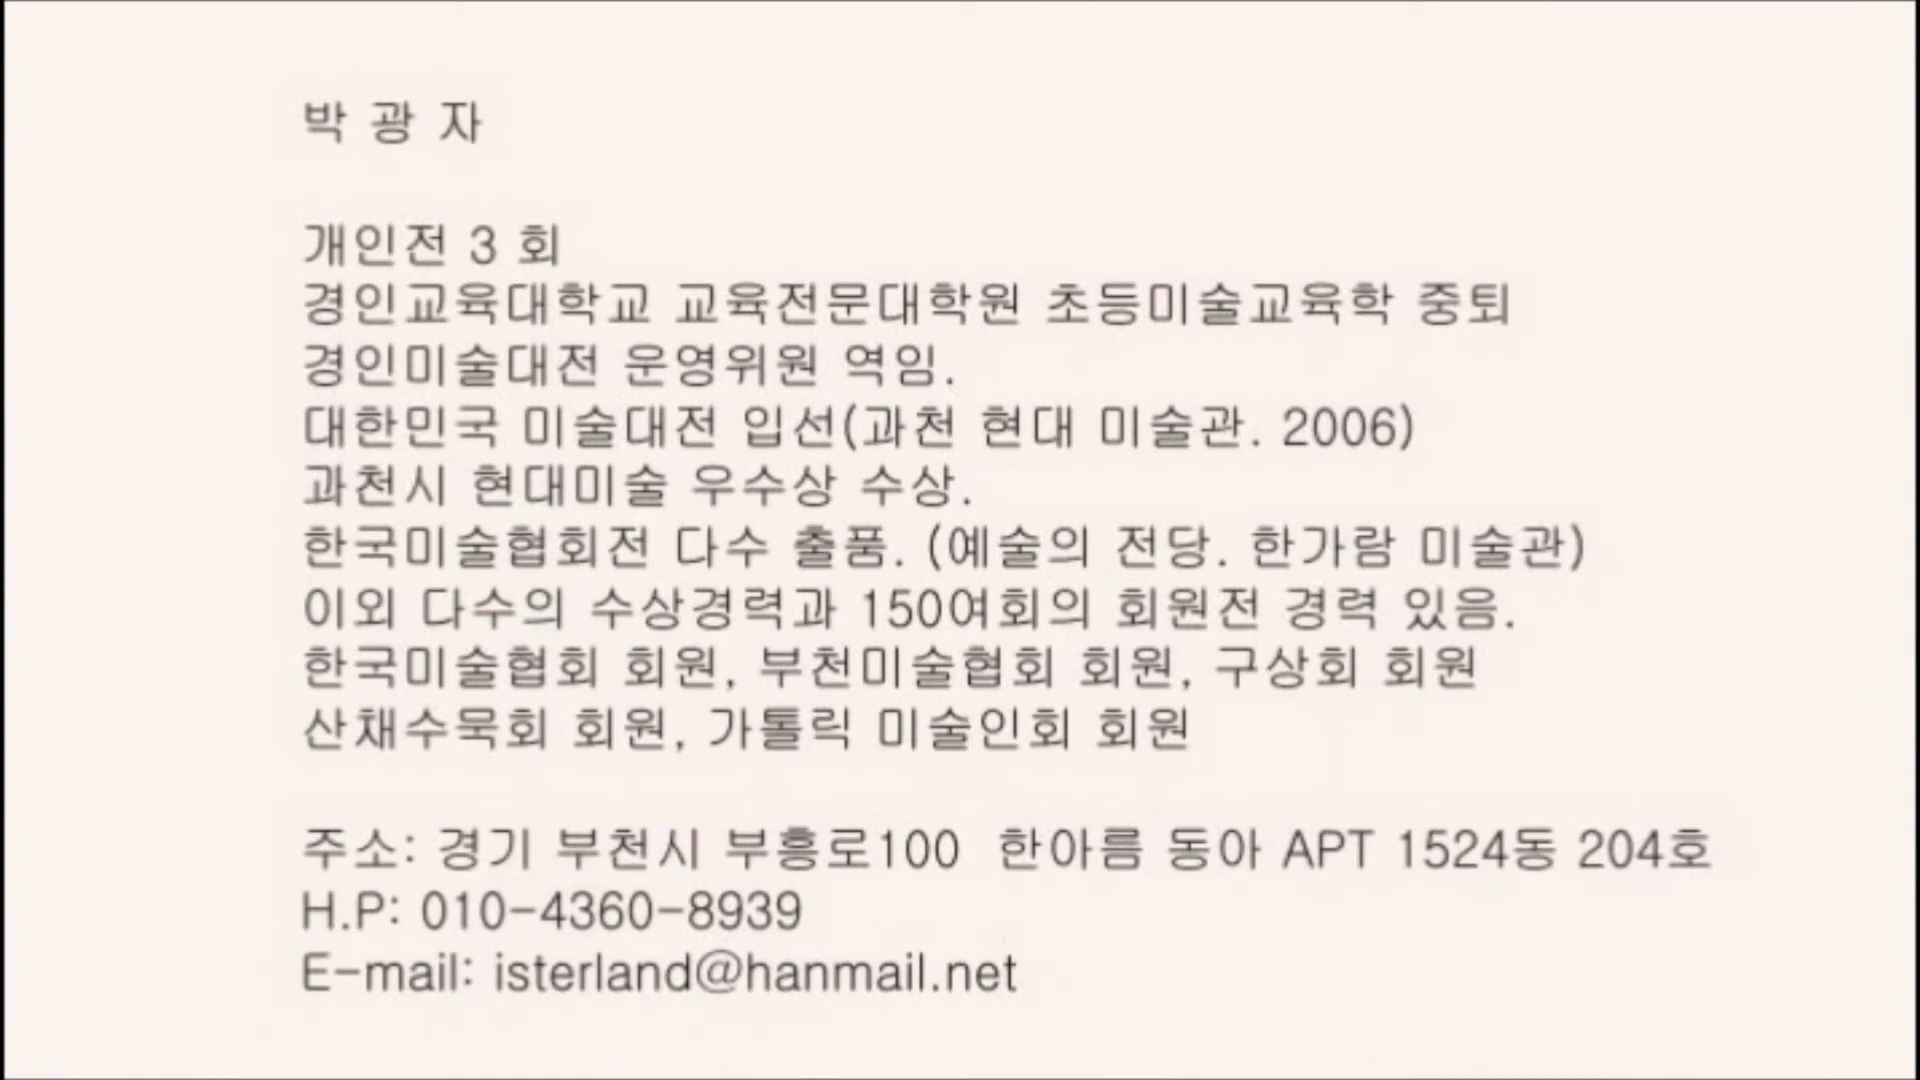 박 광 자
개인전 3 회
경인교육대학교 교육전문대학원 초등미술교육학 중퇴
경인미술대전 운영위원 역임.
대한민국 미술대전 입선(과천 현대 미술관. 2006)
과천시 현대미술 우수상 수상.
한국미술협회전 다수 출품. (예술의 전당. 한가람 미술관)
이외 다수의 수상경력과 150여회의 회원전 경력 있음.
한국미술협회 회원, 부천미술협회 회원, 구상회 회원
산채수묵회 회원, 가톨릭 미술인회 회원
주소: 경기 부천시 부흥로100 한아름 동아 APT 1524동 204호
H.P: 010-4360-8939
E-mail: isterland@hanmail.net